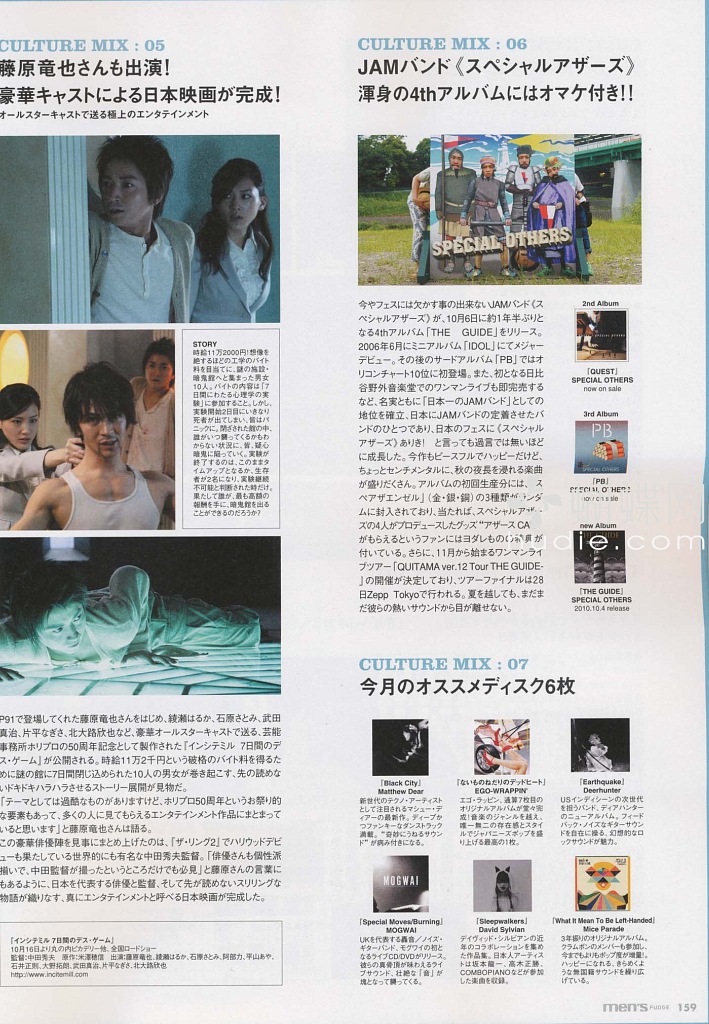 CULTURE MIX : 05
藤原竜也さんも出演!
豪華キャストによる日本映画が完成!
オールスターキャストで送る極上のエンタテインメント
STORY
時給11万2000円!想像を
絶するほどの工学のバイト
料を目当てに、謎の施設・
暗鬼館へと集まった男女
10人。バイトの内容は「7
日間にわたる心理学の実
験」に参加すること。しかし、
実験開始2日目にいきなり
死者が出てしまい、皆はパ
ニックに。閉ざされた館の中、
誰がいつ襲ってくるかもわ
からない状況に、皆、疑心
暗鬼に陥っていく。実験が
終了するのは、このままタ
イムアップとなるか、生存
者が2名になり、実験継続
不可能と判断された時だけ。
果たして誰が、最も高額の
報酬を手に、暗鬼館を出る
ことができるのだろうか?
P91で登場してくれた藤原竜也さんをはじめ、綾瀬はるか、石原さとみ、武田
真治、片平なぎさ、北大路欣也など、豪華オールスターキャストで送る、芸能
事務所ホリプロの50周年記念として製作された『インシテミル 7日間のデ
ス・ゲーム』が公開される。時給11万2千円という破格のバイト料を得るた
めに謎の館に7日間閉じ込められた10人の男女が巻き起こす、先の読めな
いドキドキハラハラさせるストーリー展開が見物だ。
「テーマとしては過酷なものがありますけど、ホリプロ50周年というお祭り的
な要素もあって、多くの人に見てもらえるエンタテインメント作品にまとまって
いると思います」と藤原竜也さんは語る。
この豪華俳優陣を見事にまとめ上げたのは、『ザ・リング2』でハリウッドデビ
ューも果たしている世界的にも有名な中田秀夫監督。「俳優さんも個性派
揃いで、中田監督が撮ったというところだけでも必見」と藤原さんの言葉に
もあるように、日本を代表する俳優と監督、そして先が読めないスリリングな
物語が織りなす、真にエンタテインメントと呼べる日本映画が完成した。
『インシテミル 7日間のデス・ゲーム』
10月16日より丸の内ピカデリー他、全国ロードショー
監督:中田秀夫 原作:米澤穂信 出演:藤原竜也、綾瀬はるか、石原さとみ、阿部力、平山あや、
石井正則、大野拓朗、武田真治、片平なぎさ、北大路欣也
http://www.incitemill.com
CULTURE MIX : 06
JAMバンド《スペシャルアザーズ》
渾身の4thアルバムにはオマケ付き!!
SPECIAL OTHERS
今やフェスには欠かす事の出来ないJAMバンド《ス
ペシャルアザーズ》が、10月6日に約1年半ぶりと
なる4thアルバム「THE GUIDE」をリリース。
2006年6月にミニアルバム「IDOL」にてメジャー
デビュー。その後のサードアルバム「PB」ではオ
リコンチャート10位に初登場。また、初となる日比
谷野外音楽堂でのワンマンライブも即完売する
など、名実ともに「日本一のJAMバンド」としての
地位を確立、日本にJAMバンドの定着させたバ
ンドのひとつであり、日本のフェスに《スペシャル
アザーズ》ありき! と言っても過言では無いほど
に成長した。今作もピースフルでハッピーだけど、
ちょっとセンチメンタルに、秋の夜長を浸れる楽曲
が盛りだくさん。アルバムの初回生産分には、ス
ペアザエンゼル」(金・銀・銅)の3種類がランダ
ムに封入されており、当たれば、スペシャルアザー
ズの4人がプロデュースしたグッズ"アザーズ CA
がもらえるというファンにはヨダレもの
付いている。さらに、11月から始まるワンマンライ
ブツアー「QUITAMA ver.12 Tour THE GUIDE-
」の開催が決定しており、ツアーファイナルは28
日Zepp Tokyoで行われる。夏を越しても、まだま
だ彼らの熱いサウンドから目が離せない。
2nd Album
「QUEST」
SPECIAL OTHERS
now on sale
3rd Album
PB
「PB」
SPECIAL OTHERS
now on sale
new Album
「THE GUIDE」
SPECIAL OTHERS
2010.10.4 release
die.com
CULTURE MIX : 07
今月のオススメディスク6枚
「Black City」
Matthew Dear
新世代のテクノ・アーティスト
として注目されるマシュー・デ
ィアーの最新作。ディープか
つファンキーなダンストラック
満載。"奇妙にうねるサウン
ド"が病み付きになる。
「ないものねだりのデッドヒート」
EGO-WRAPPIN'
エゴ・ラッピン、通算7枚目の
オリジナルアルバムが堂々完
成!音楽のジャンルを越え、
唯一無二の存在感とスタイ
ルでジャパニーズポップスが盛
り上がる最高の1枚。
「Earthquake」
Deerhunter
USインディシーンの次世代
を担うバンド、ディアハンター
のニューアルバム。フィード
バック・ノイズなギターサウンド
を自在に操る、幻想的なロ
ックサウンドが魅力。
MOGWAI
「Special Moves/Burning」
MOGWAI
UKを代表する轟音/ノイズ・
ギターバンド、モグワイの初と
なるライブCD/DVDがリリース。
彼らの真骨頂が味わえるライ
ブサウンド、壮絶な「音」が
塊となって襲ってくる。
「Sleepwalkers」
David Sylvian
デイヴィッド・シルビアンの近
年のコラボレーションを集め
た作品集。日本人アーティス
トは坂本龍一、高木正勝、
COMBOPIANOなどが参加
した楽曲を収録。
「What It Mean To Be Left-Handed」
Mice Parade
3年振りのオリジナルアルバム。
クラムボンのメンバーも参加し、
今までよりもポップ度が増量!
ハッピーになれる、きらめくよ
うな無国籍サウンドを繰り広
げている。
men's FUDGE 159